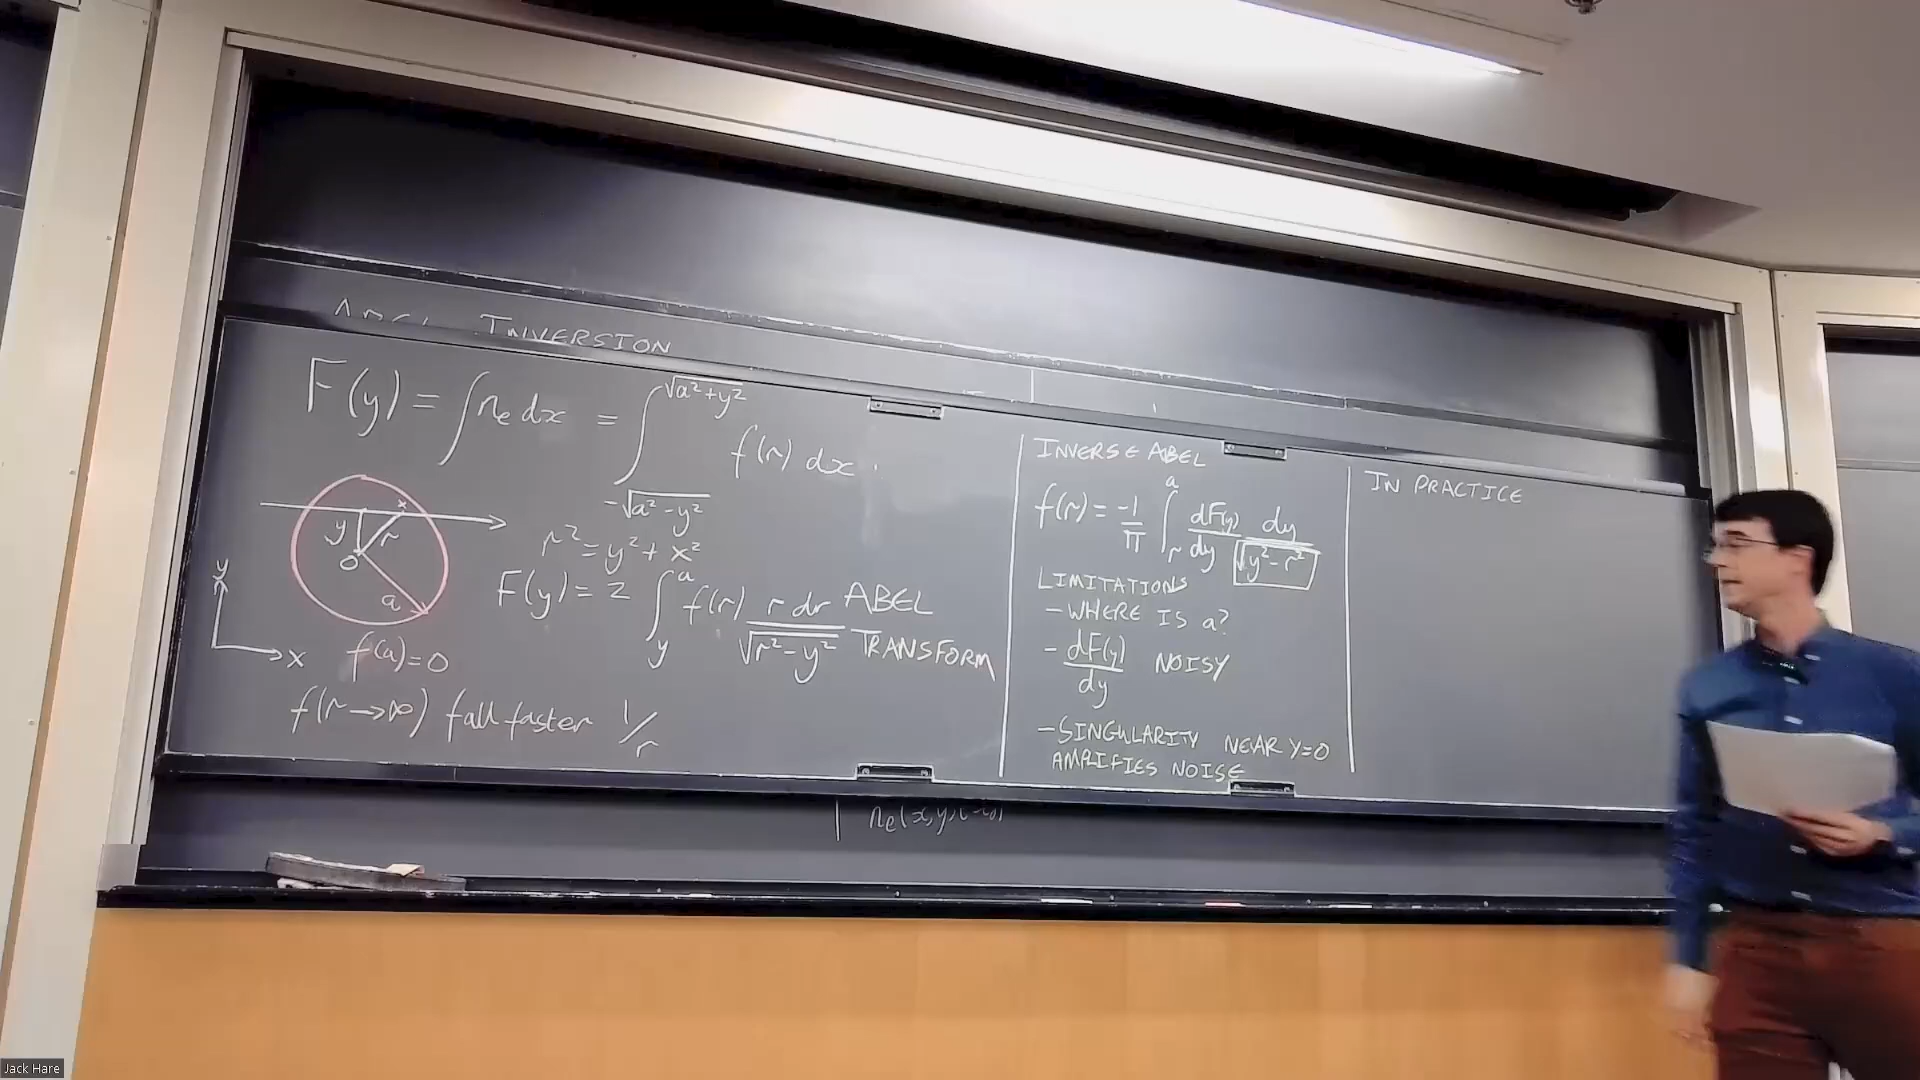 INVERSION
F(y) = ∫ n_e dx = ∫_{-√(a²-y²)}^{√(a²+y²)} f(r) dx.
x
y
r
O
a
y
x
r² = y² + x²
F(y) = 2 ∫_y^a f(r) r dr / √(r²-y²) ABEL TRANSFORM
f(a)=0
f(r→∞) fall faster 1/r
INVERSE ABEL
f(r) = -1/π ∫_r^a dF(y)/dy dy/√(y²-r²)
LIMITATIONS
- WHERE IS a?
- dF(y)/dy NOISY
- SINGULARITY NEAR Y=0
AMPLIFIES NOISE
IN PRACTICE
Jack Hare